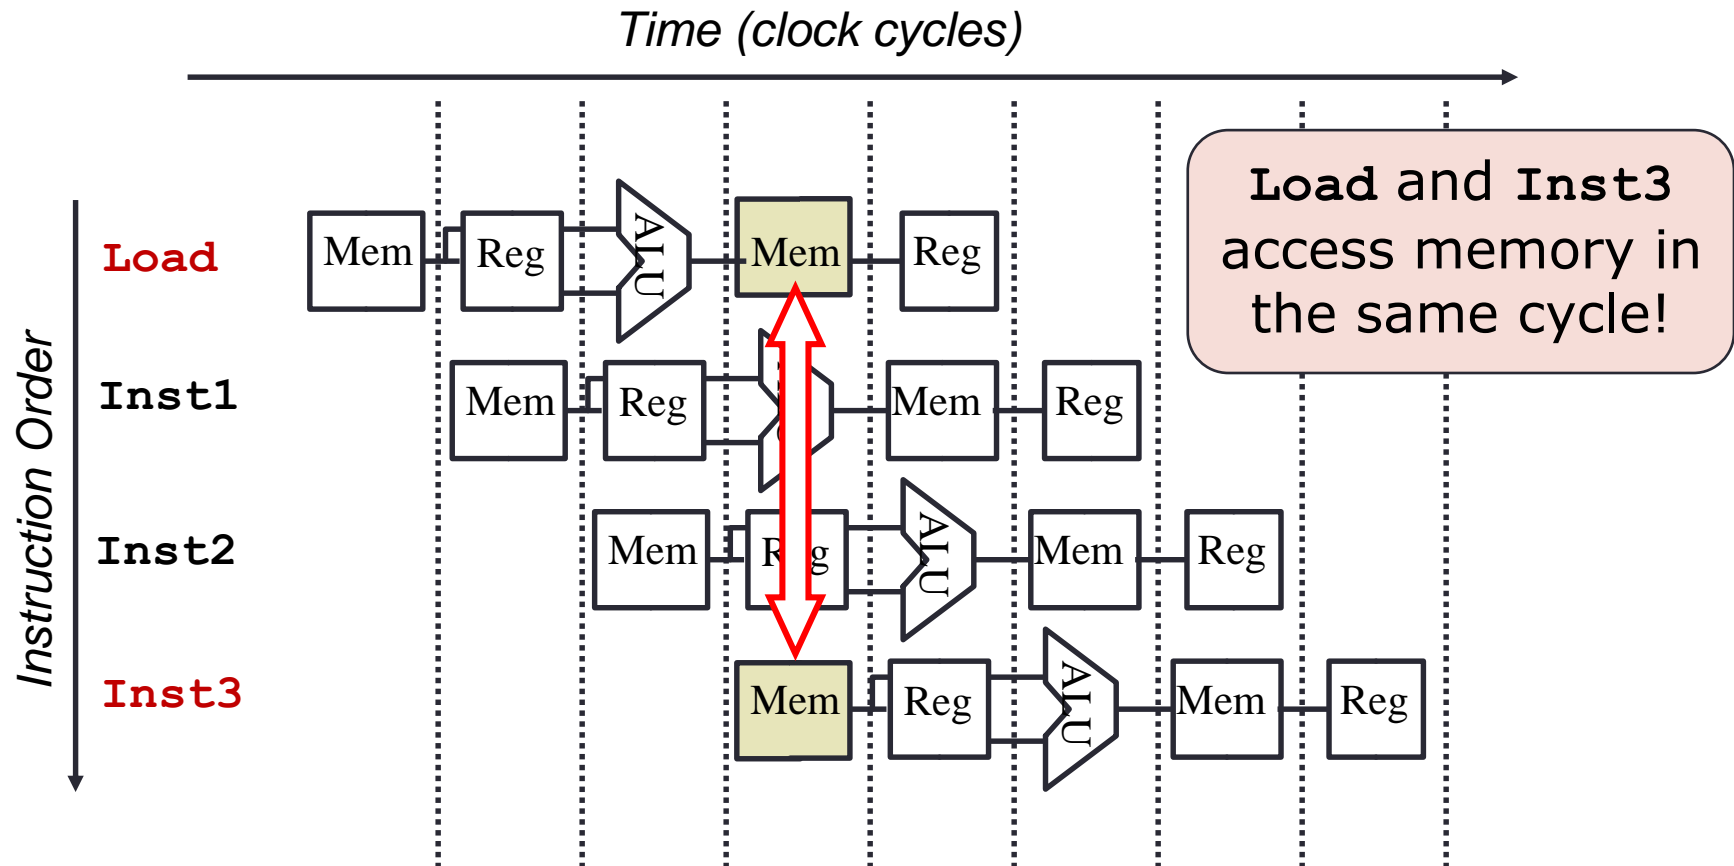 Time (clock cycles)
Instruction Order
Load and Inst3
access memory in
the same cycle!
Load
Mem
Reg
ALU
Mem
Reg
Inst1
Mem
Reg
Mem
Reg
Inst2
Mem
Reg
ALU
Mem
Reg
Inst3
Mem
Reg
ALU
Mem
Reg